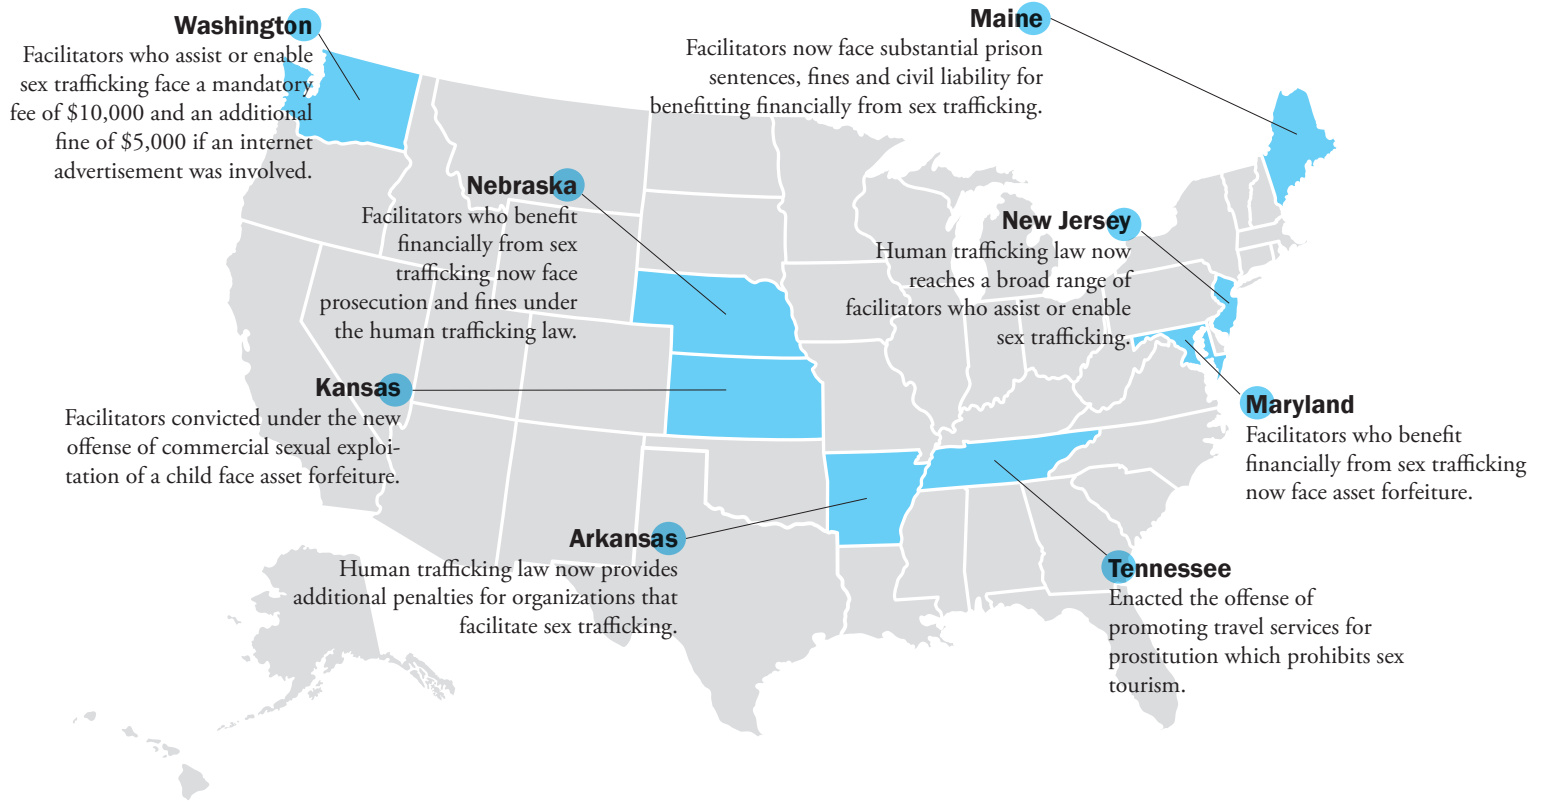 Washington
Facilitators who assist or enable
sex trafficking face a mandatory
fee of $10,000 and an additional
fine of $5,000 if an internet
advertisement was involved.
Maine
Facilitators now face substantial prison
sentences, fines and civil liability for
benefitting financially from sex trafficking.
Nebraska
Facilitators who benefit
financially from sex
trafficking now face
prosecution and fines under
the human trafficking law.
New Jersey
Human trafficking law now
reaches a broad range of
facilitators who assist or enable
sex trafficking.
Kansas
Facilitators convicted under the new
offense of commercial sexual exploi-
tation of a child face asset forfeiture.
Maryland
Facilitators who benefit
financially from sex trafficking
now face asset forfeiture.
Arkansas
Human trafficking law now provides
additional penalties for organizations that
facilitate sex trafficking.
Tennessee
Enacted the offense of
promoting travel services for
prostitution which prohibits sex
tourism.